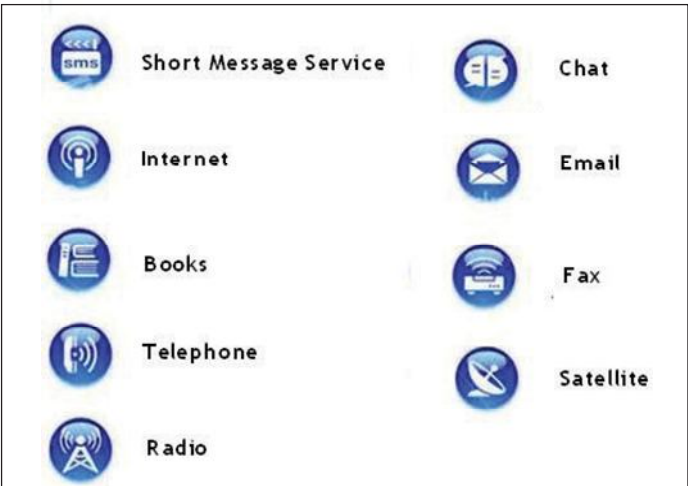 sms
Short Message Service
Internet
Books
Telephone
Radio
Chat
Email
Fax
Satellite